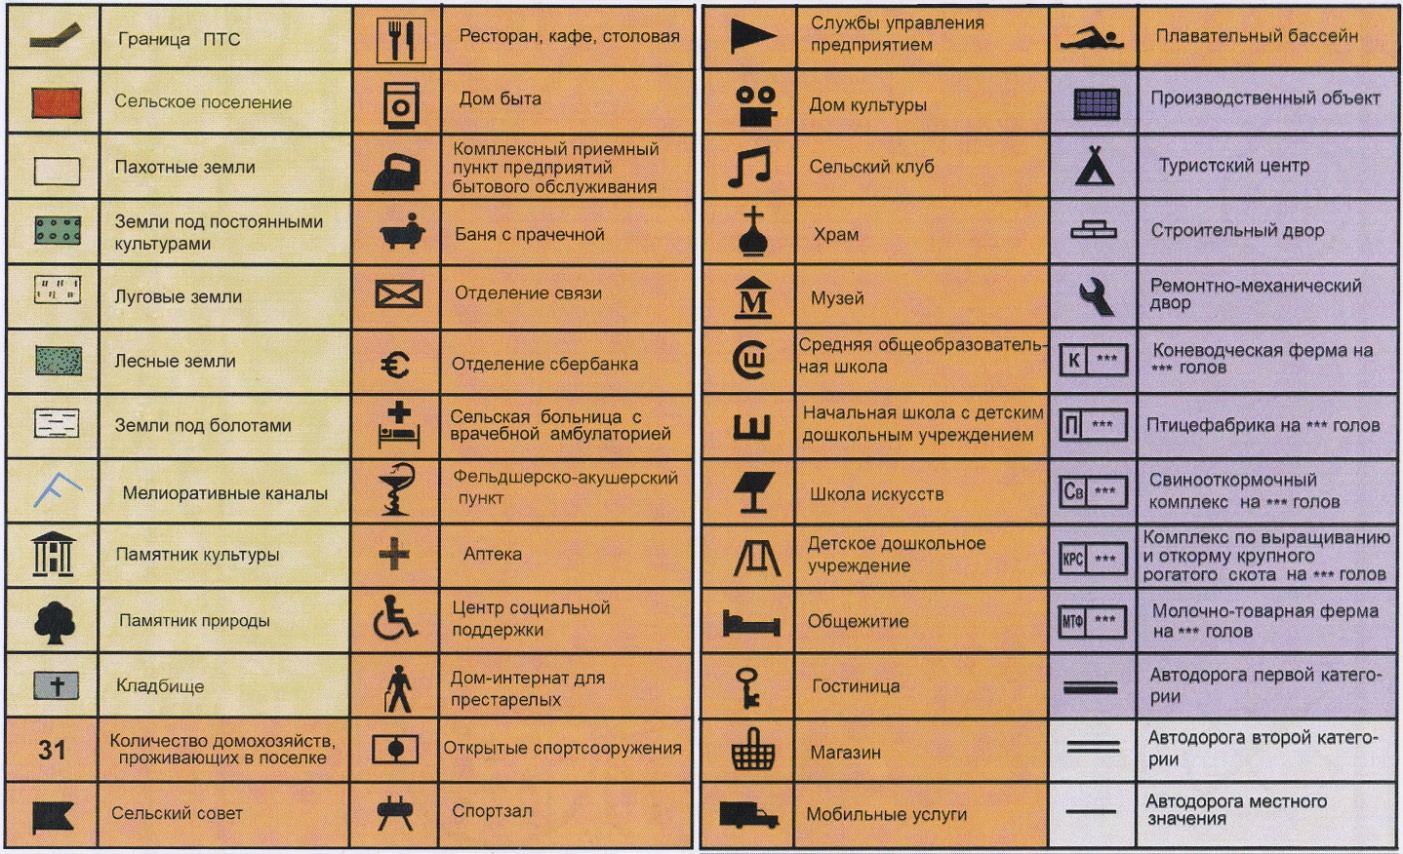 Граница ПТС
Сельское поселение
Пахотные земли
Земли под постоянными
культурами
Луговые земли
Лесные земли
Земли под болотами
Мелиоративные каналы
Памятник культуры
Памятник природы
Кладбище
31
Количество домохозяйств,
проживающих в поселке
Сельский совет
Ресторан, кафе, столовая
Дом быта
Комплексный приемный
пункт предприятий
бытового обслуживания
Баня с прачечной
Отделение связи
€
Отделение сбербанка
Сельская больница с
врачебной амбулаторией
Фельдшерско-акушерский
пункт
Аптека
Центр социальной
поддержки
Дом-интернат для
престарелых
Открытые спортсооружения
Спортзал
Службы управления
предприятием
Дом культуры
Сельский клуб
Храм
М
Музей
С Ш
Средняя общеобразователь-
ная школа
Ш
Начальная школа с детским
дошкольным учреждением
Школа искусств
Детское дошкольное
учреждение
Общежитие
Гостиница
Магазин
Мобильные услуги
Плавательный бассейн
Производственный объект
Туристский центр
Строительный двор
Ремонтно-механический
двор
К ***
Коневодческая ферма на
*** голов
П ***
Птицефабрика на *** голов
Св ***
Свинооткормочный
комплекс на *** голов
КРС ***
Комплекс по выращиванию
и откорму крупного
рогатого скота на *** голов
МТФ ***
Молочно-товарная ферма
на *** голов
Автодорога первой катего-
рии
Автодорога второй катего-
рии
Автодорога местного
значения